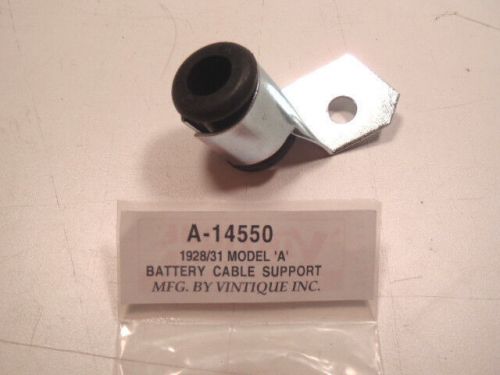 A-14550
1928/31 MODEL 'A'
BATTERY CABLE SUPPORT
MFG. BY VINTIQUE INC.